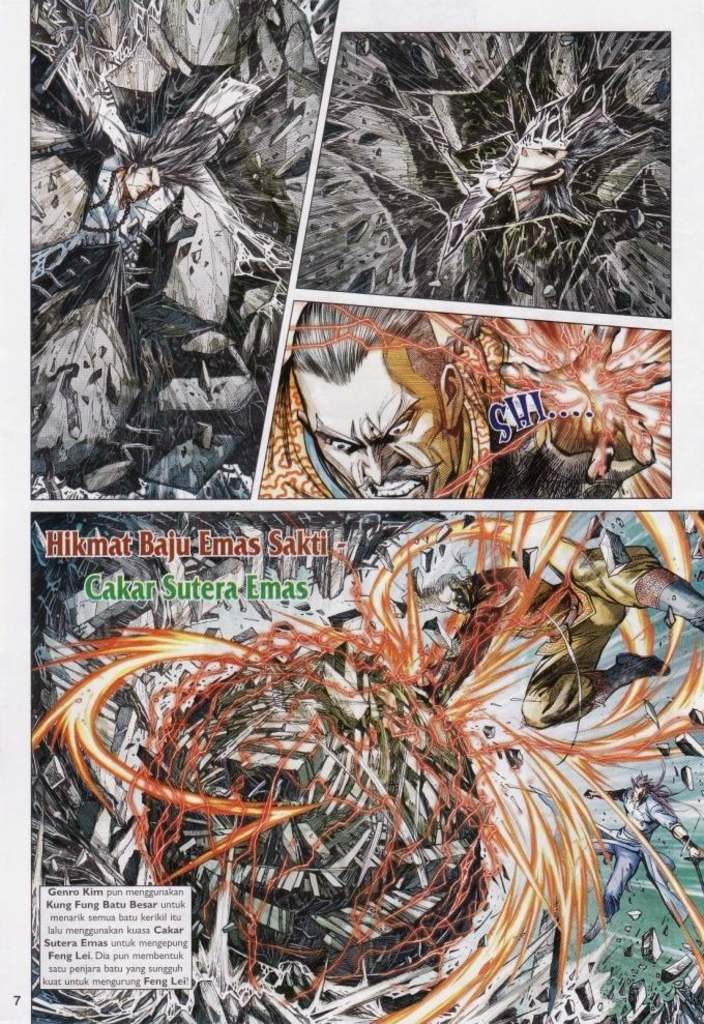 SHI....
Hikmat Baju Emas Sakti -
Cakar Sutera Emas
Genro Kim pun menggunakan
Kung Fung Batu Besar untuk
menarik semua batu kerikil itu
lalu menggunakan kuasa Cakar
Sutera Emas untuk mengepung
Feng Lei. Dia pun membentuk
satu penjara batu yang sungguh
kuat untuk mengurung Feng Lei!
7